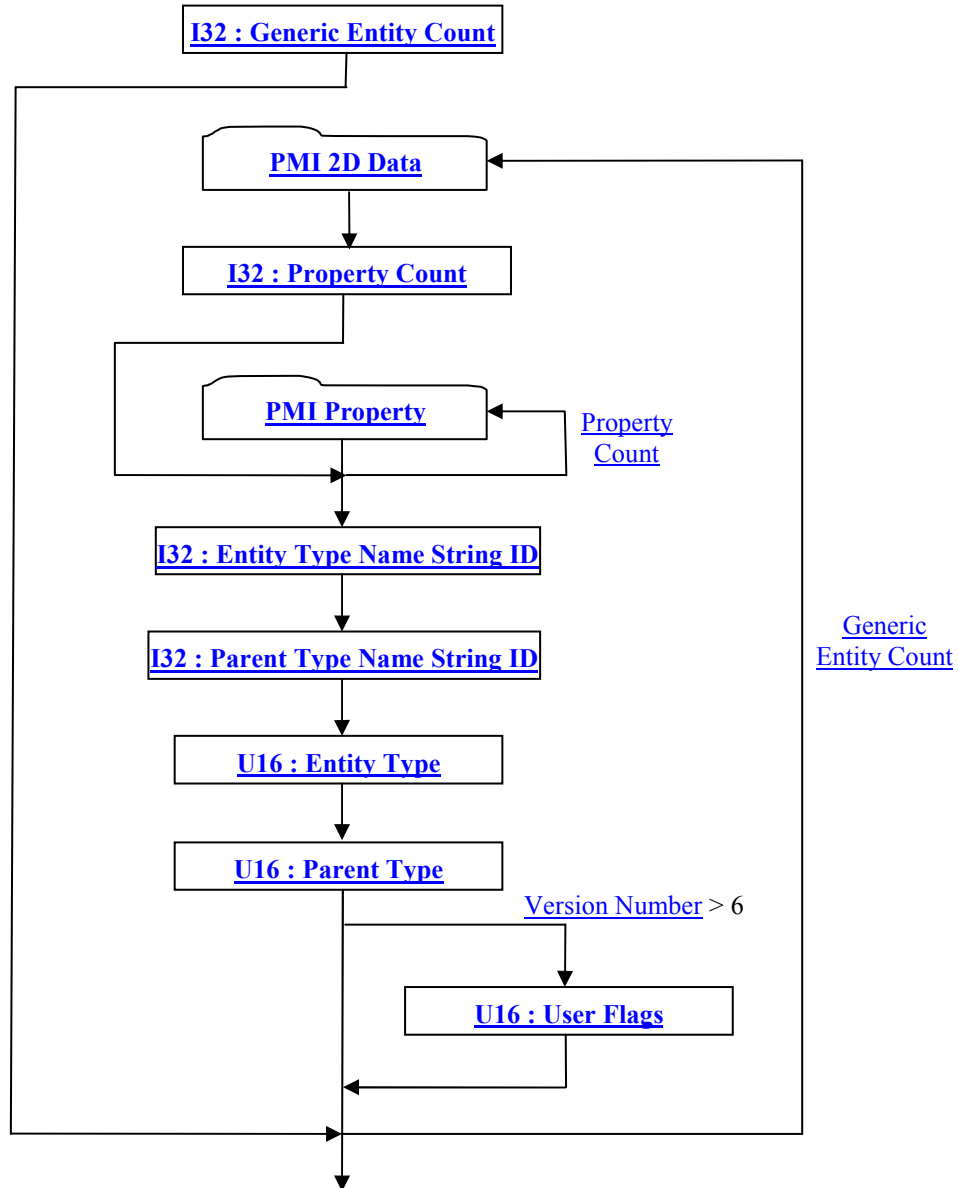 I32 : Generic Entity Count
PMI 2D Data
I32 : Property Count
PMI Property
Property
Count
I32 : Entity Type Name String ID
I32 : Parent Type Name String ID
Generic
Entity Count
U16 : Entity Type
U16 : Parent Type
Version Number > 6
U16 : User Flags